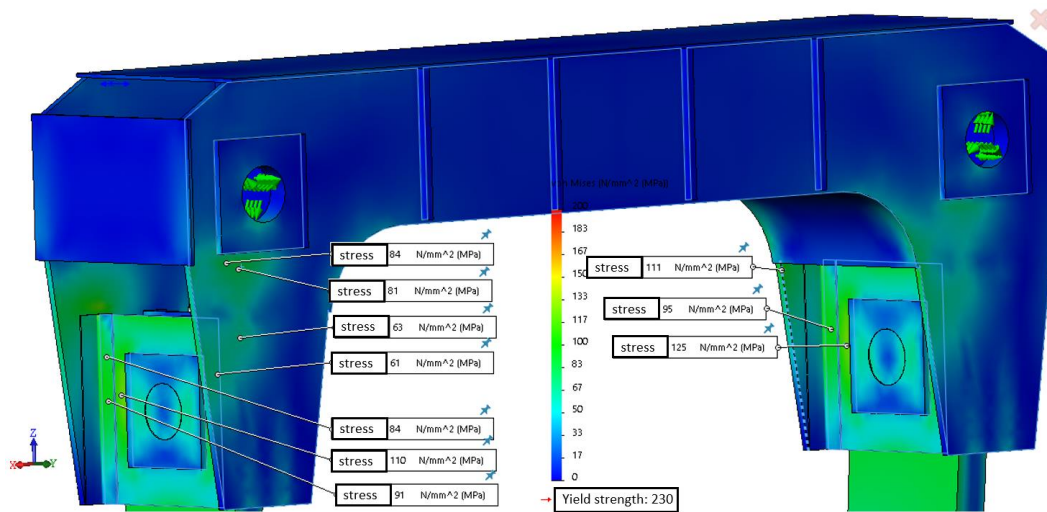 von Mises (N/mm^2 (MPa))
200
183
167
150
133
117
100
83
67
50
33
17
0
→ Yield strength: 230
stress 84 N/mm^2 (MPa)
stress 81 N/mm^2 (MPa)
stress 63 N/mm^2 (MPa)
stress 61 N/mm^2 (MPa)
stress 84 N/mm^2 (MPa)
stress 110 N/mm^2 (MPa)
stress 91 N/mm^2 (MPa)
stress 111 N/mm^2 (MPa)
stress 95 N/mm^2 (MPa)
stress 125 N/mm^2 (MPa)
Z
X
Y